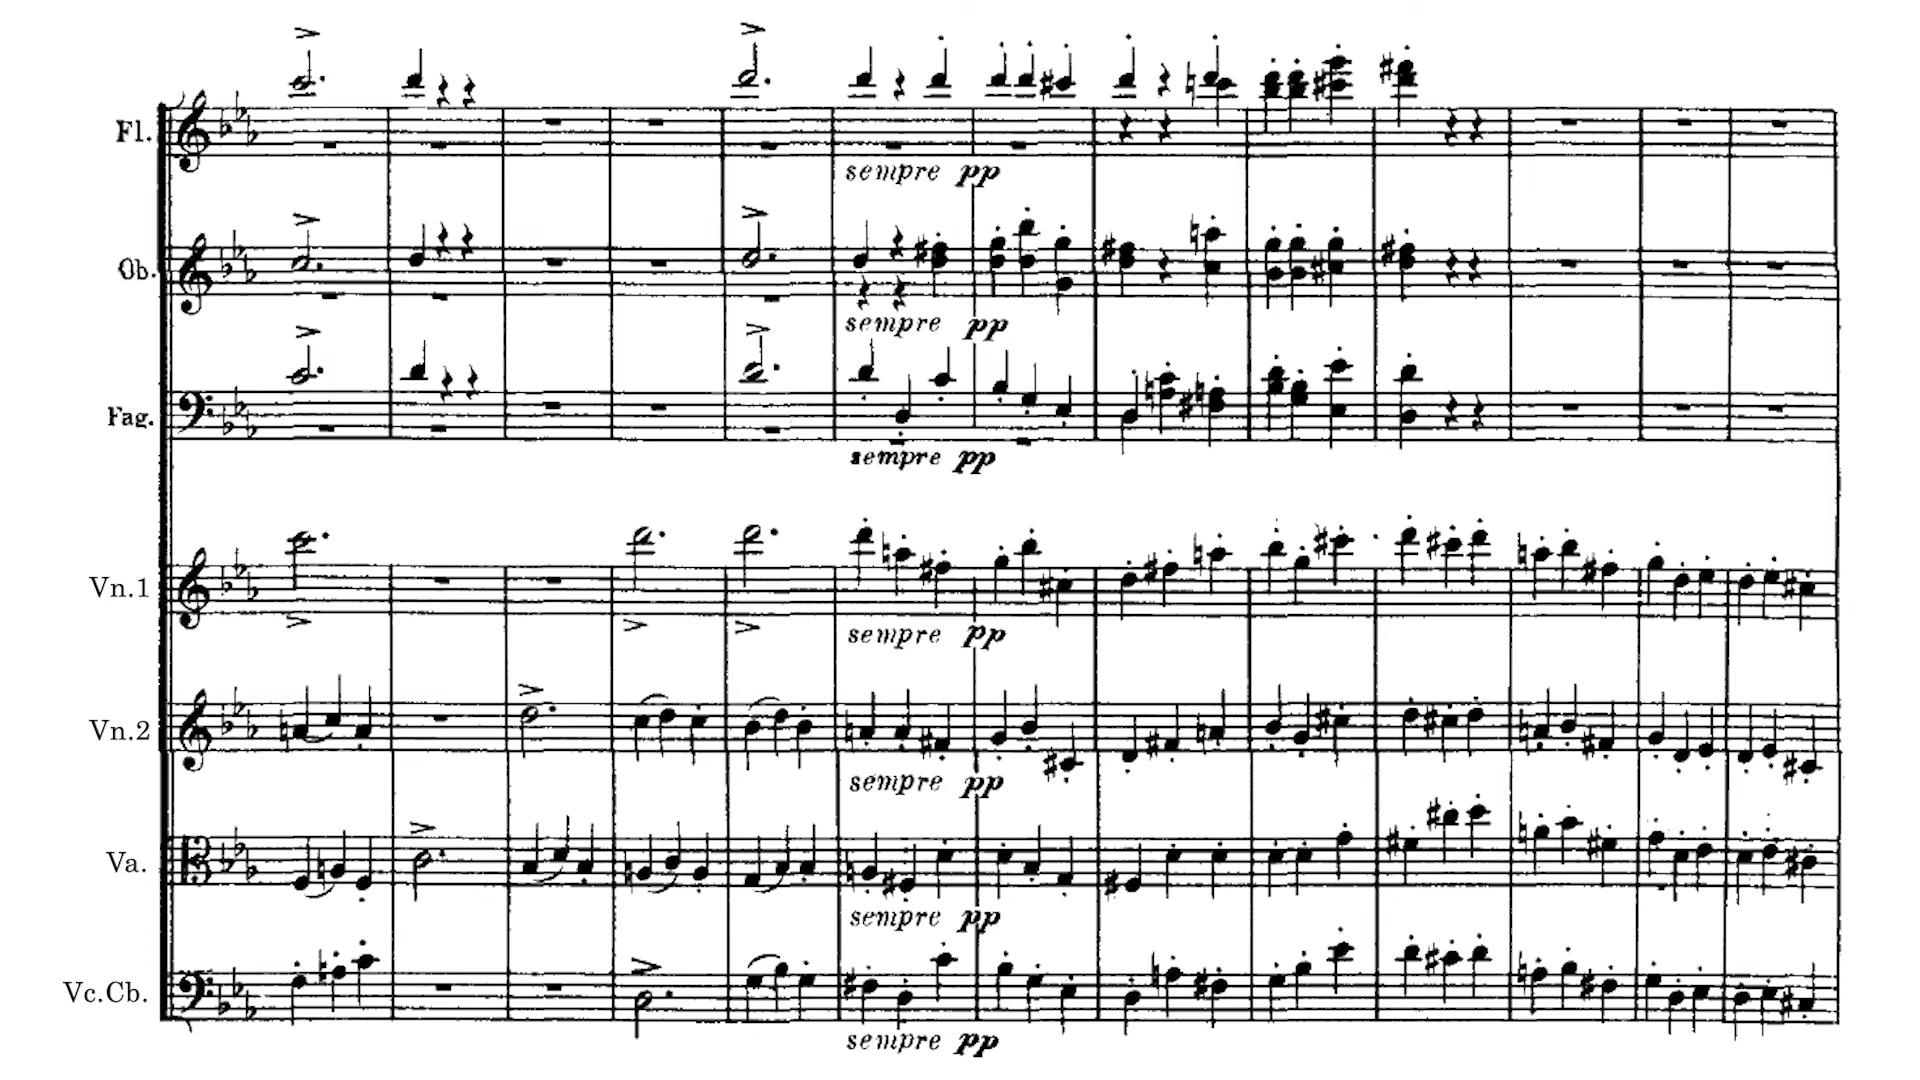 Fl.
sempre pp
Ob.
sempre pp
Fag.
sempre pp
Vn.1
sempre pp
Vn.2
sempre pp
Va.
sempre pp
Vc.Cb.
sempre pp